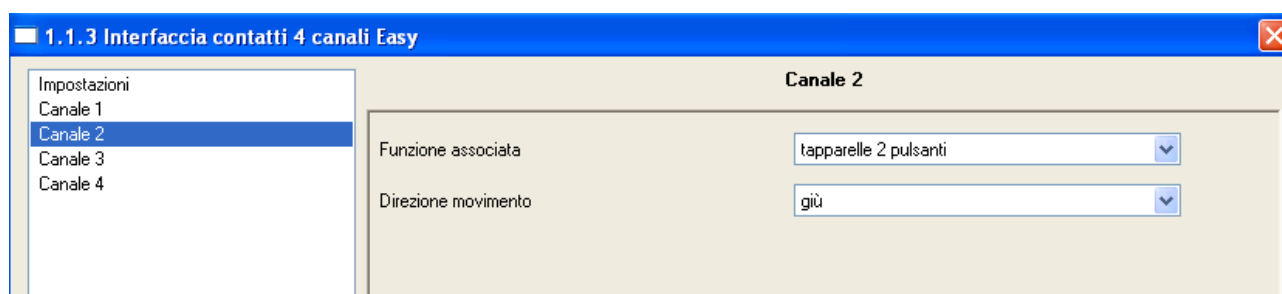 1.1.3 Interfaccia contatti 4 canali Easy
Impostazioni
Canale 1
Canale 2
Canale 3
Canale 4
Canale 2
Funzione associata
tapparelle 2 pulsanti
Direzione movimento
giù